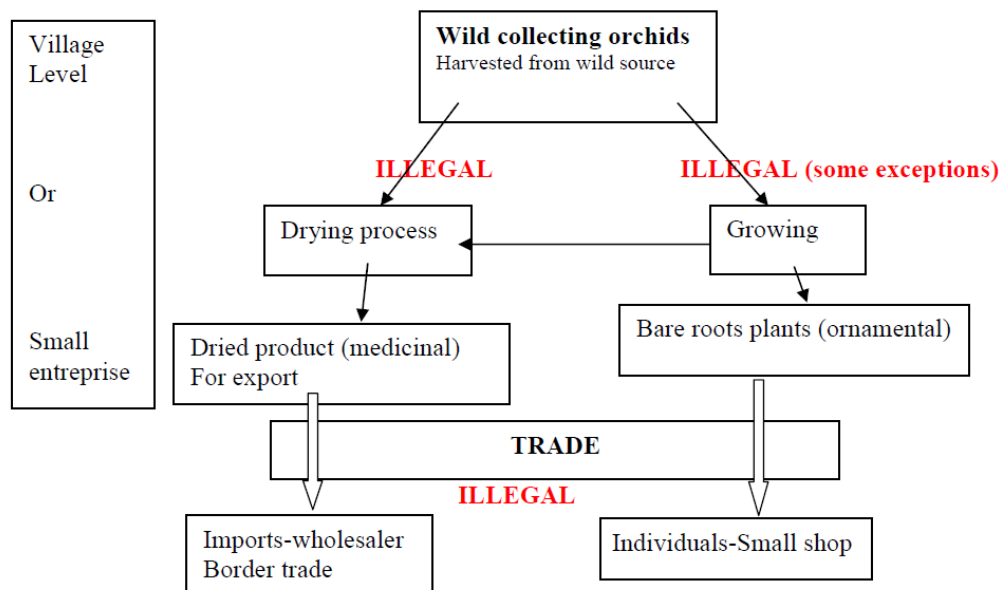 Village
Level
Or
Small
entreprise
Wild collecting orchids
Harvested from wild source
ILLEGAL
ILLEGAL (some exceptions)
Drying process
Growing
Dried product (medicinal)
For export
Bare roots plants (ornamental)
TRADE
ILLEGAL
Imports-wholesaler
Border trade
Individuals-Small shop